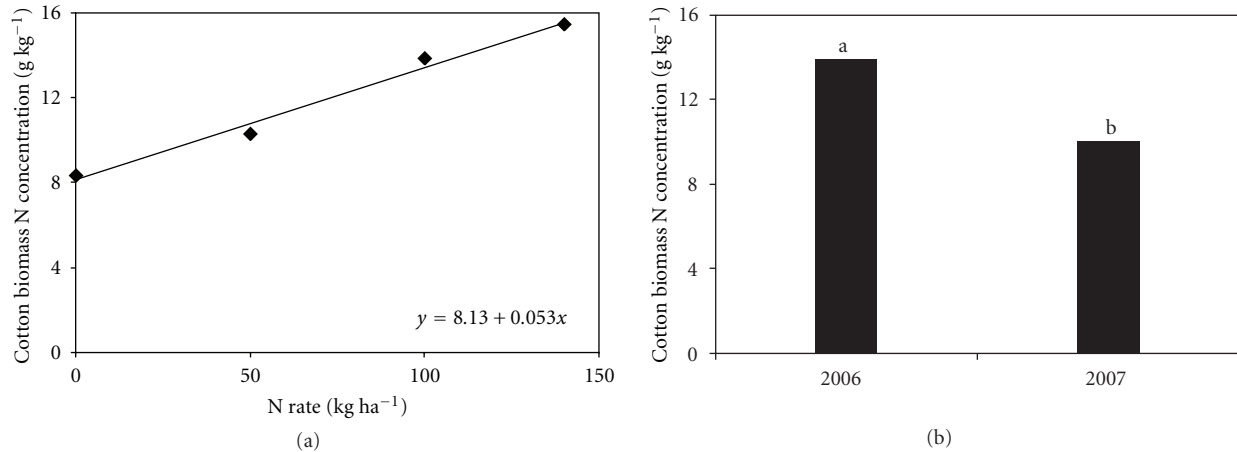 Cotton biomass N concentration (g kg⁻¹)
16
12
8
4
0
y = 8.13 + 0.053x
0 50 100 150
N rate (kg ha⁻¹)
(a)
Cotton biomass N concentration (g kg⁻¹)
16
12
8
4
0
a
b
2006 2007
(b)